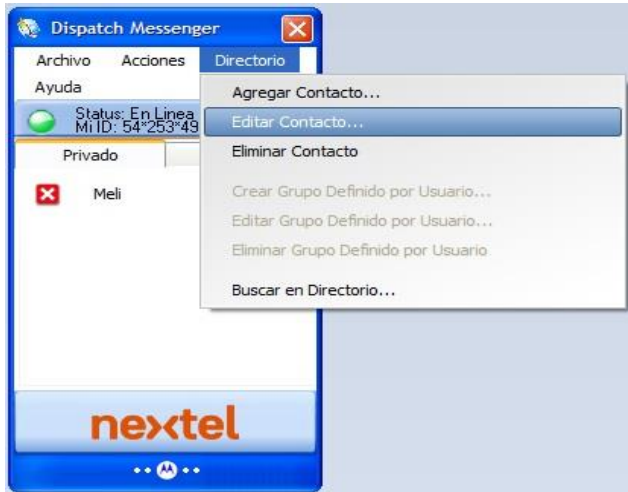 Dispatch Messenger
Archivo Acciones Directorio
Ayuda
Status: En Linea
Mi ID: 54*253*49
Privado
Meli
Agregar Contacto...
Editar Contacto...
Eliminar Contacto
Crear Grupo Definido por Usuario...
Editar Grupo Definido por Usuario...
Eliminar Grupo Definido por Usuario
Buscar en Directorio...
nextel